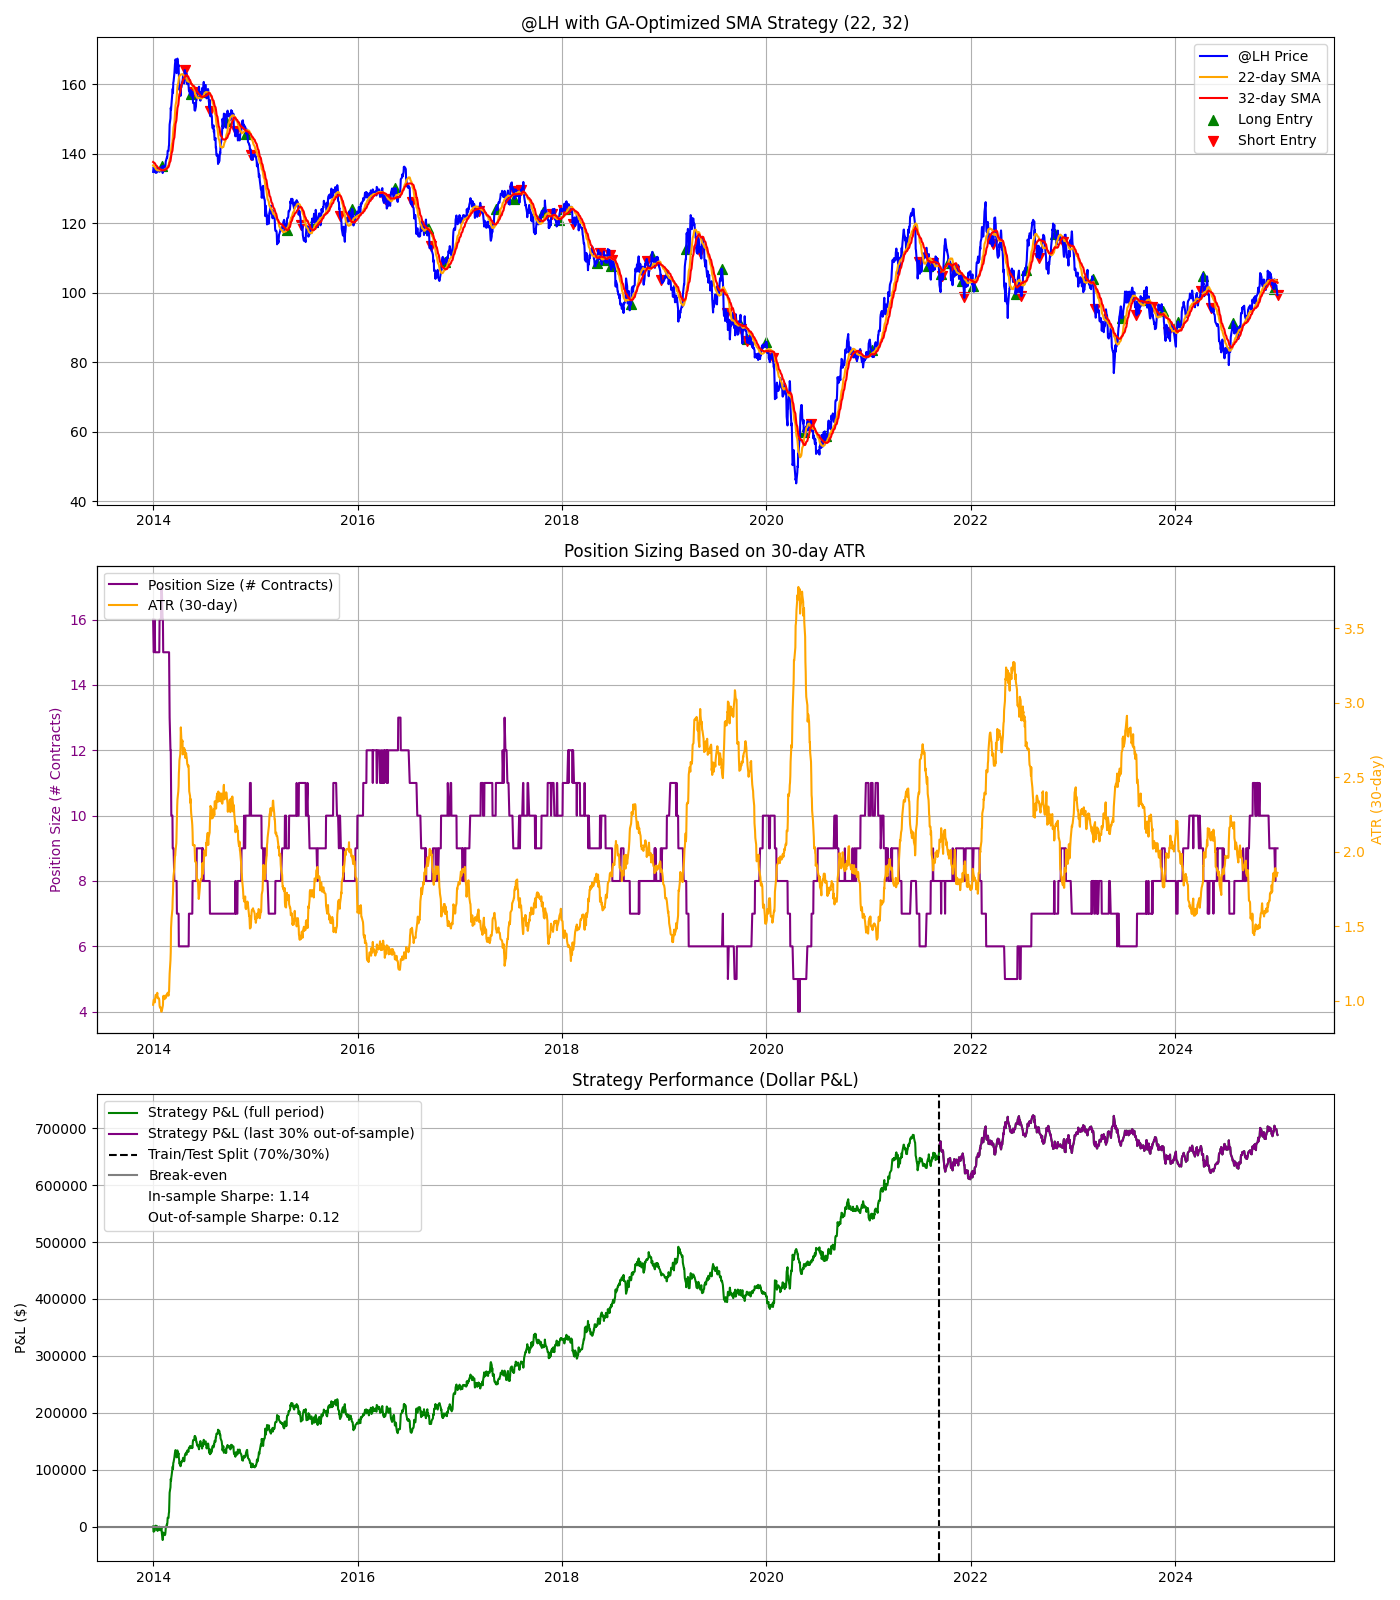 @LH with GA-Optimized SMA Strategy (22, 32)
@LH Price
22-day SMA
32-day SMA
Long Entry
Short Entry
160
140
120
100
80
60
40
2014 2016 2018 2020 2022 2024
Position Sizing Based on 30-day ATR
Position Size (# Contracts)
ATR (30-day)
Position Size (# Contracts)
16
14
12
10
8
6
4
3.5
3.0
2.5
2.0
1.5
1.0
ATR (30-day)
2014 2016 2018 2020 2022 2024
Strategy Performance (Dollar P&L)
Strategy P&L (full period)
Strategy P&L (last 30% out-of-sample)
Train/Test Split (70%/30%)
Break-even
In-sample Sharpe: 1.14
Out-of-sample Sharpe: 0.12
P&L ($)
700000
600000
500000
400000
300000
200000
100000
0
2014 2016 2018 2020 2022 2024